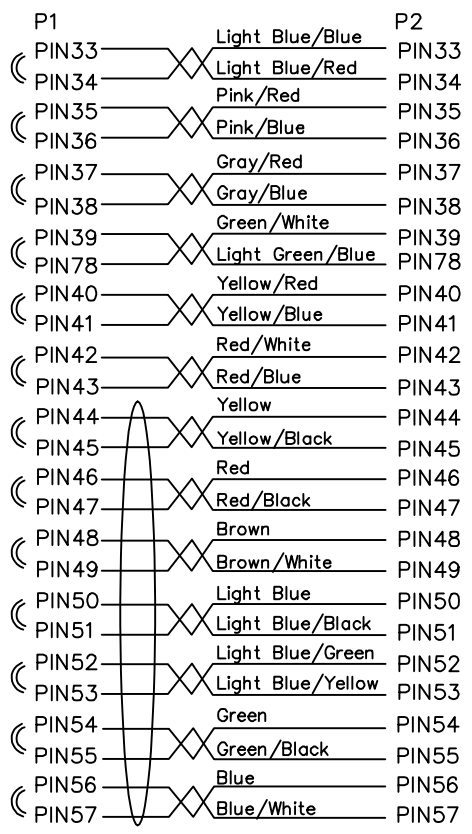 P1 P2
PIN33 Light Blue/Blue PIN33
PIN34 Light Blue/Red PIN34
PIN35 Pink/Red PIN35
PIN36 Pink/Blue PIN36
PIN37 Gray/Red PIN37
PIN38 Gray/Blue PIN38
PIN39 Green/White PIN39
PIN78 Light Green/Blue PIN78
PIN40 Yellow/Red PIN40
PIN41 Yellow/Blue PIN41
PIN42 Red/White PIN42
PIN43 Red/Blue PIN43
PIN44 Yellow PIN44
PIN45 Yellow/Black PIN45
PIN46 Red PIN46
PIN47 Red/Black PIN47
PIN48 Brown PIN48
PIN49 Brown/White PIN49
PIN50 Light Blue PIN50
PIN51 Light Blue/Black PIN51
PIN52 Light Blue/Green PIN52
PIN53 Light Blue/Yellow PIN53
PIN54 Green PIN54
PIN55 Green/Black PIN55
PIN56 Blue PIN56
PIN57 Blue/White PIN57